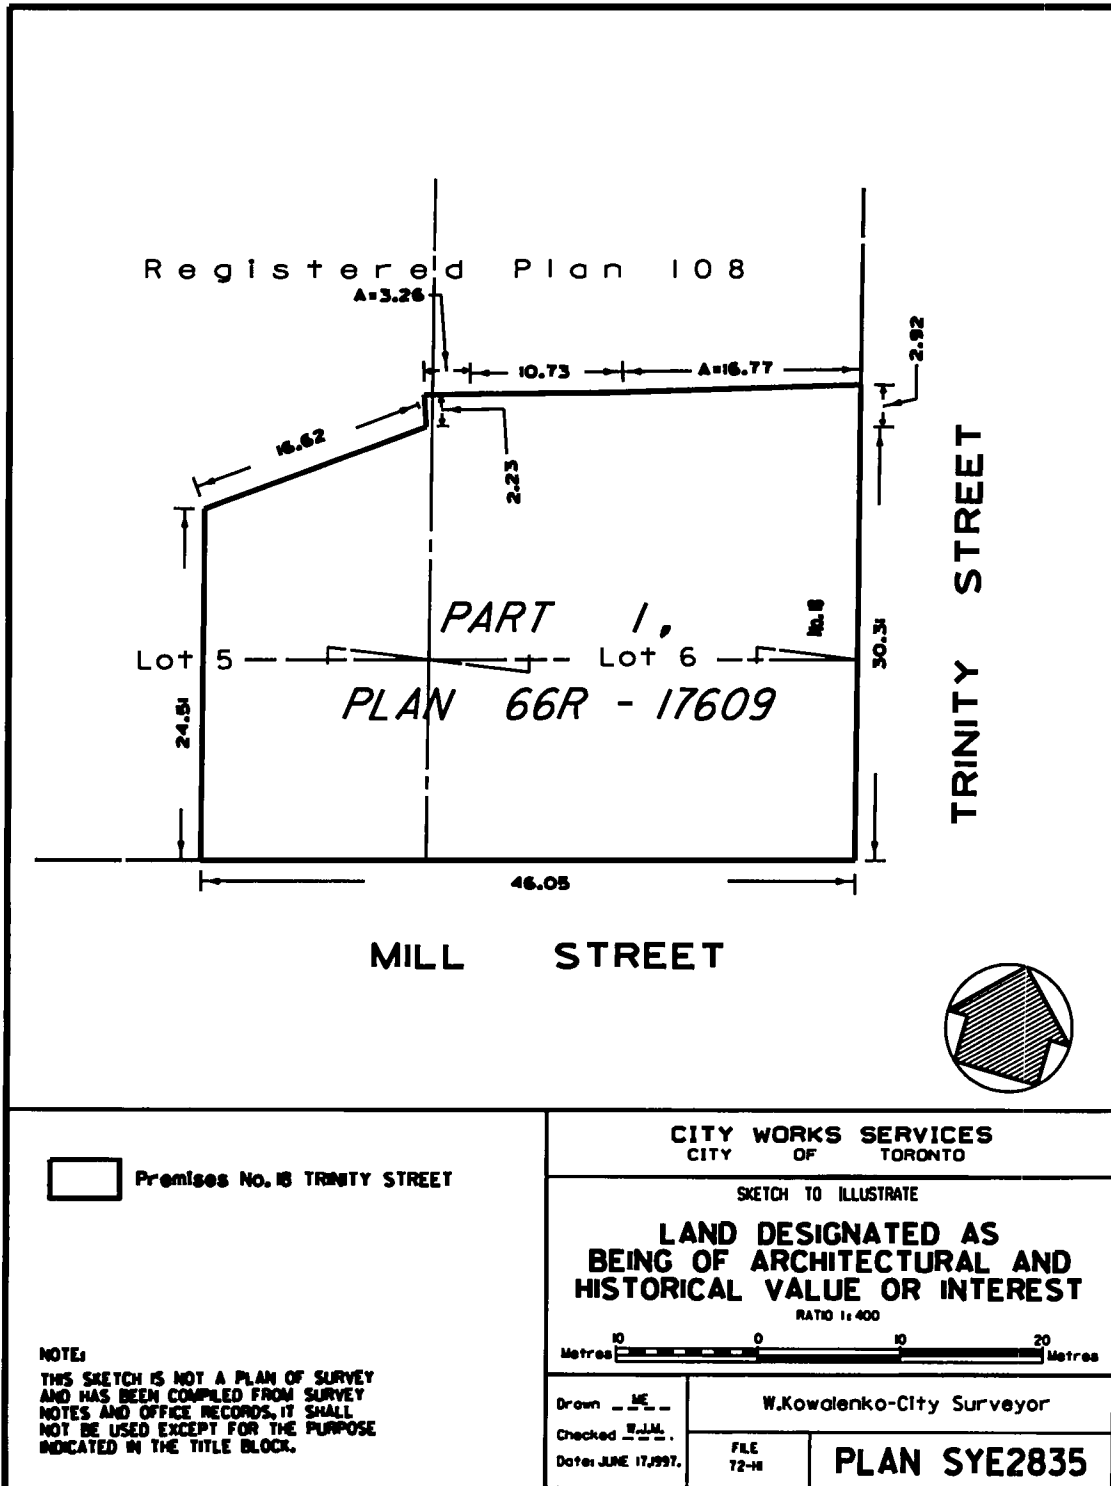 Registered Plan 108
A=3.26
10.73
A=16.77
2.92
16.62
2.23
TRINITY STREET
No. 18
PART 1,
Lot 5
Lot 6
30.31
PLAN 66R - 17609
24.51
46.05
MILL STREET
Premises No. 18 TRINITY STREET
NOTE:
THIS SKETCH IS NOT A PLAN OF SURVEY
AND HAS BEEN COMPILED FROM SURVEY
NOTES AND OFFICE RECORDS, IT SHALL
NOT BE USED EXCEPT FOR THE PURPOSE
INDICATED IN THE TITLE BLOCK.
CITY WORKS SERVICES
CITY OF TORONTO
SKETCH TO ILLUSTRATE
LAND DESIGNATED AS
BEING OF ARCHITECTURAL AND
HISTORICAL VALUE OR INTEREST
RATIO 1:400
10 0 10 20
Metres Metres
Drawn ME
Checked W.J.M.
Date: JUNE 17,1997.
W.Kowalenko-City Surveyor
FILE
72-H1
PLAN SYE2835